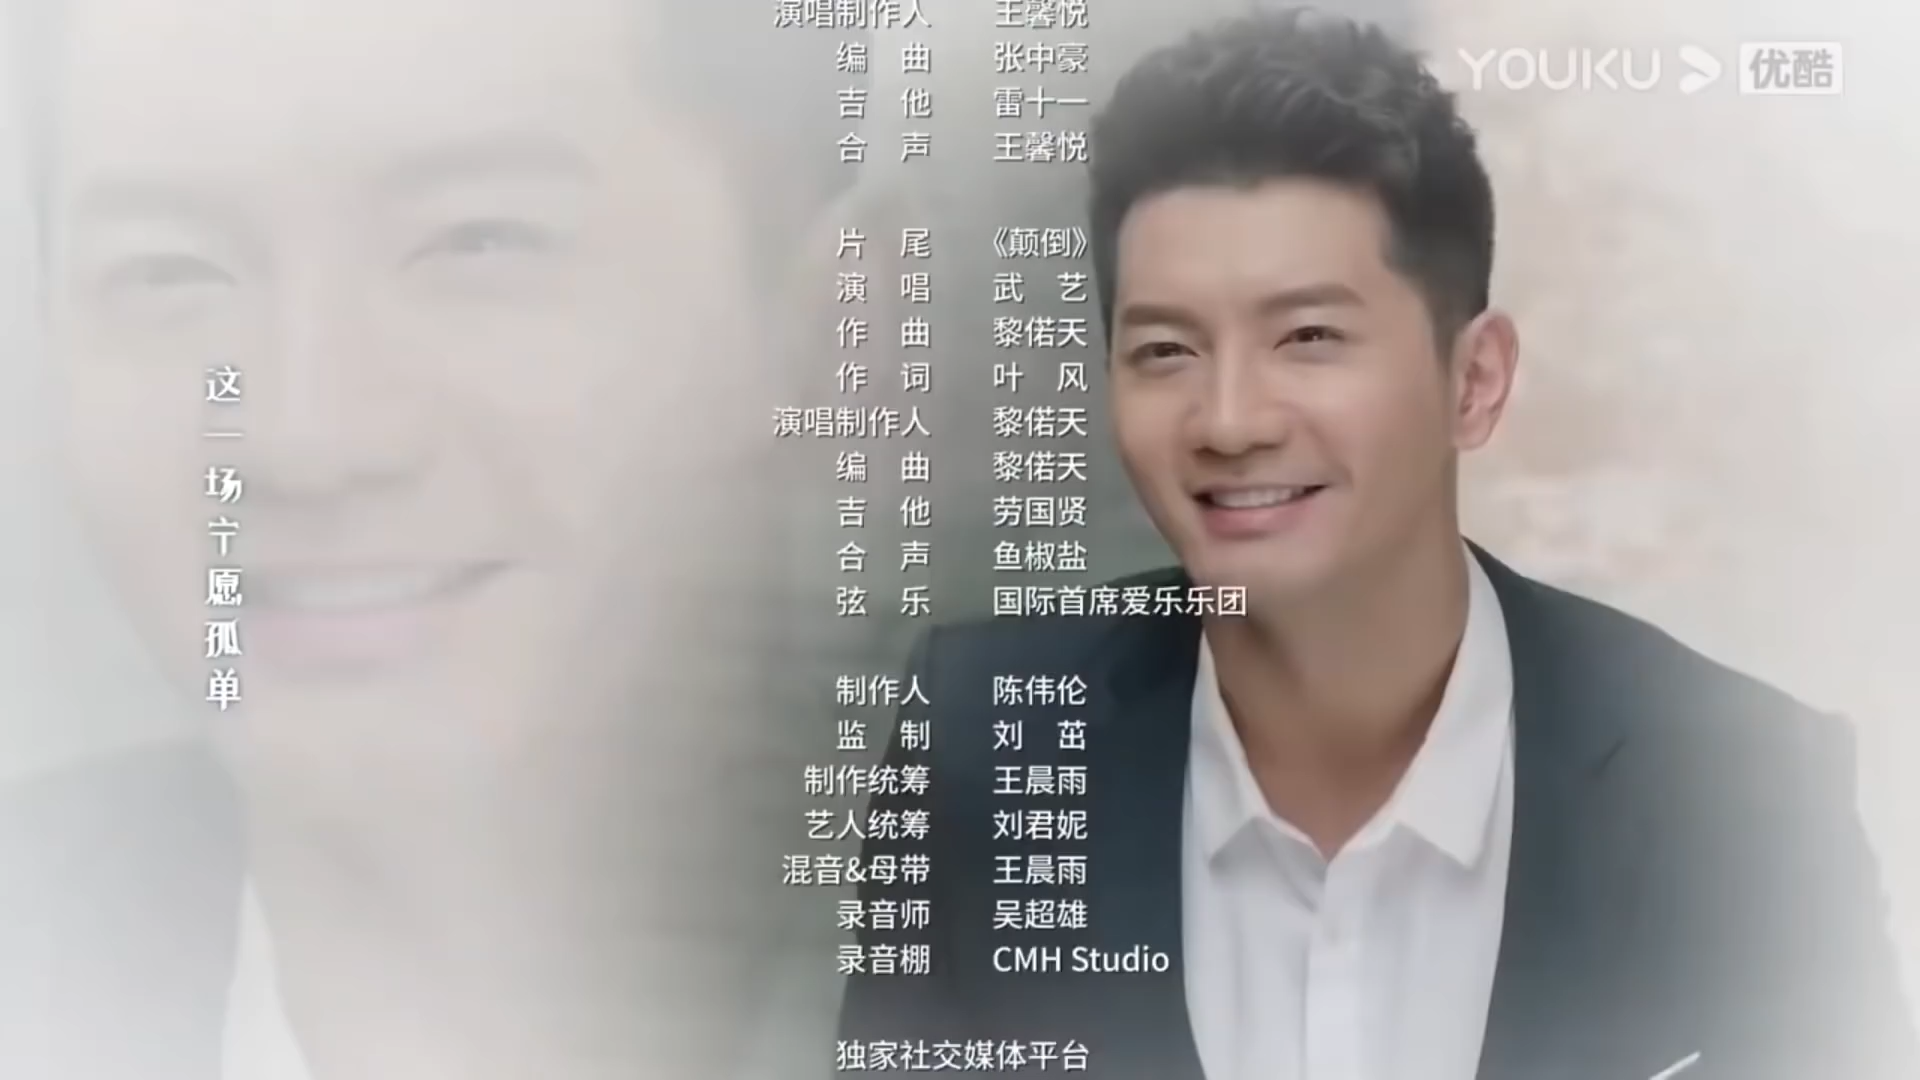 演唱制作人 王馨悦
编 曲 张中豪
吉 他 雷十一
合 声 王馨悦
YOUKU 优酷
片 尾 《颠倒》
演 唱 武 艺
作 曲 黎偌天
作 词 叶 风
演唱制作人 黎偌天
编 曲 黎偌天
吉 他 劳国贤
合 声 鱼椒盐
弦 乐 国际首席爱乐乐团
这一场宁愿孤单
制作人 陈伟伦
监 制 刘 茁
制作统筹 王晨雨
艺人统筹 刘君妮
混音&母带 王晨雨
录音师 吴超雄
录音棚 CMH Studio
独家社交媒体平台